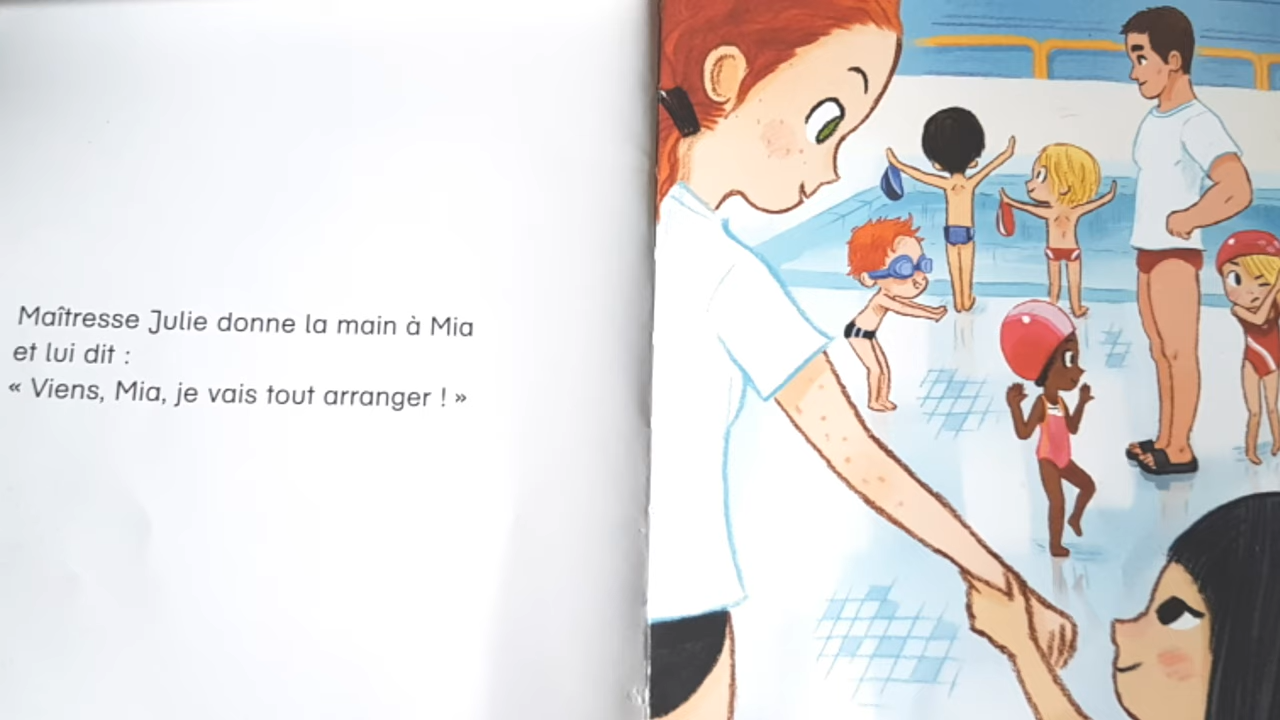 Maîtresse Julie donne la main à Mia
et lui dit :
« Viens, Mia, je vais tout arranger ! »